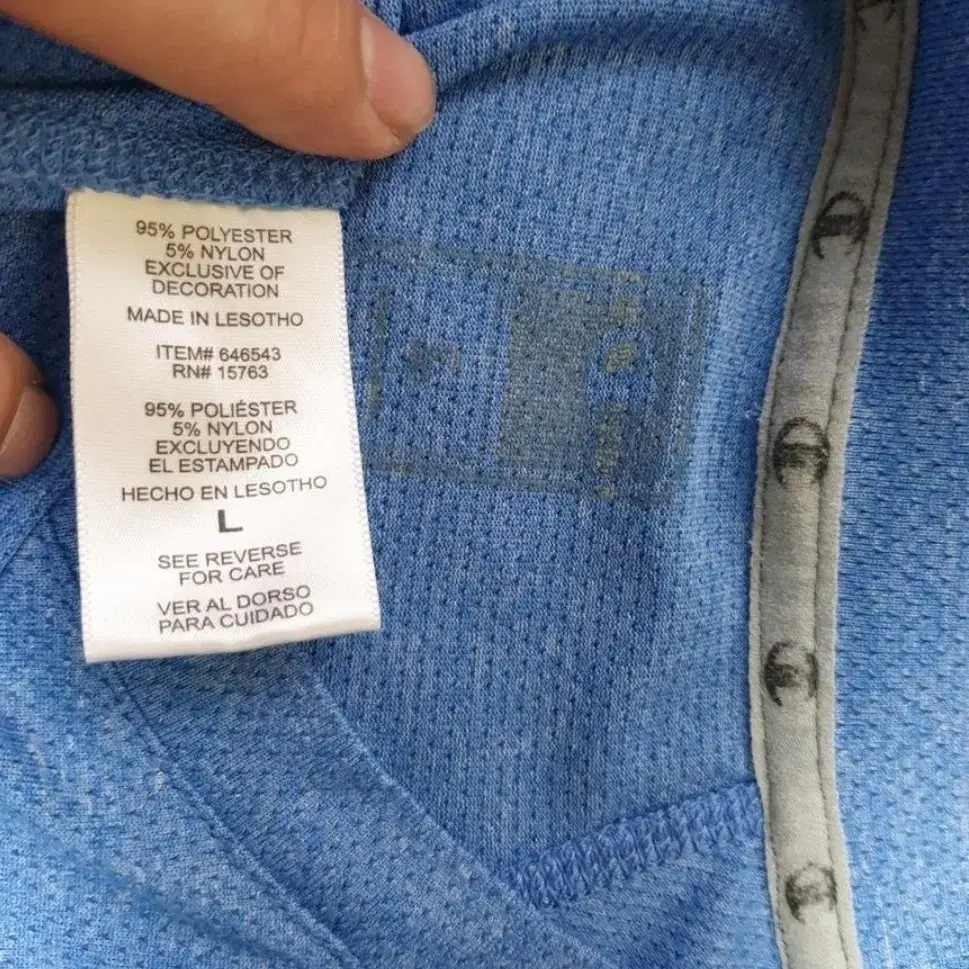 95% POLYESTER
5% NYLON
EXCLUSIVE OF
DECORATION
MADE IN LESOTHO
ITEM# 646543
RN# 15763
95% POLIÉSTER
5% NYLON
EXCLUYENDO
EL ESTAMPADO
HECHO EN LESOTHO
L
SEE REVERSE
FOR CARE
VER AL DORSO
PARA CUIDADO